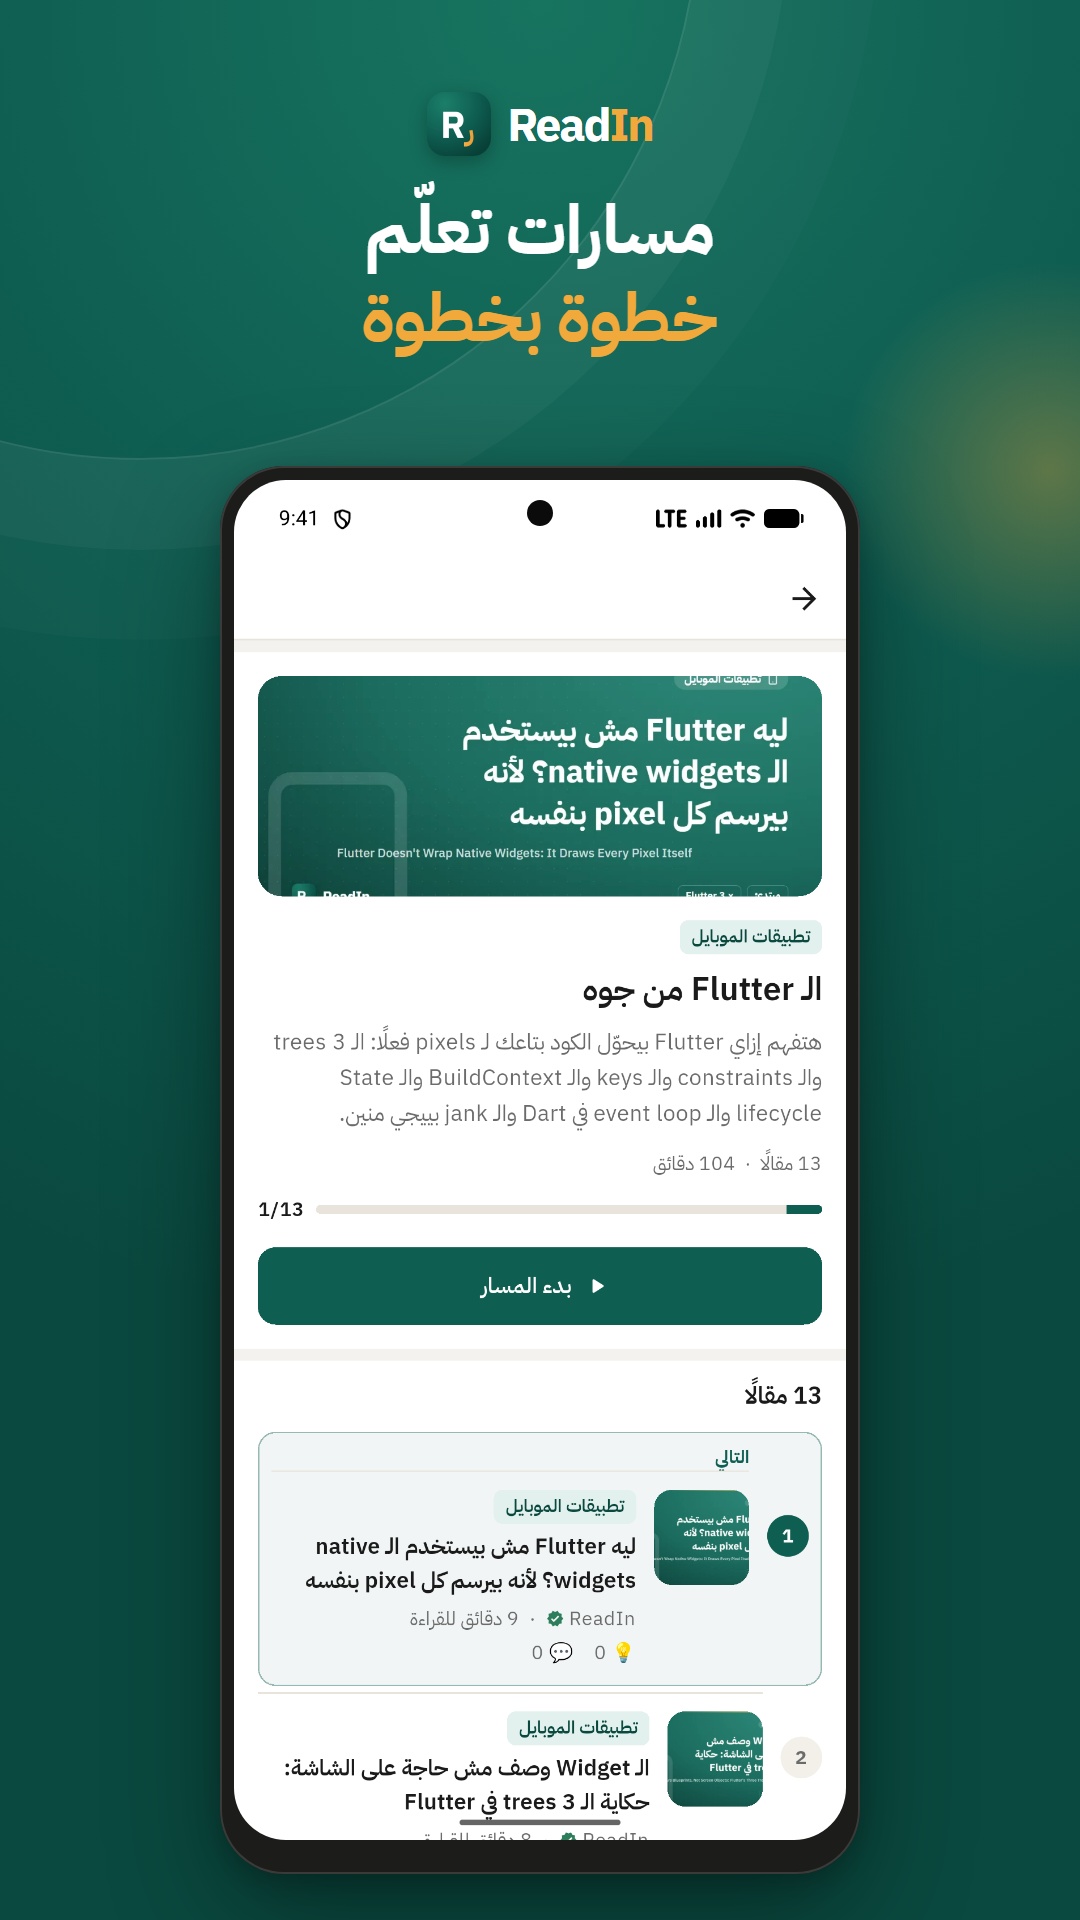 Rر ReadIn
مسارات تعلّم
خطوة بخطوة
9:41 LTE
تطبيقات الموبايل
ليه Flutter مش بيستخدم
الـ native widgets؟ لأنه
بيرسم كل pixel بنفسه
Flutter Doesn't Wrap Native Widgets: It Draws Every Pixel Itself
ReadIn
تطبيقات الموبايل
الـ Flutter من جوه
هتفهم إزاي Flutter بيحوّل الكود بتاعك لـ pixels فعلًا: الـ 3 trees
والـ constraints والـ keys والـ BuildContext والـ State
lifecycle والـ event loop في Dart والـ jank بييجي منين.
13 مقالًا · 104 دقائق
1/13
بدء المسار
13 مقالًا
التالي
1
تطبيقات الموبايل
ليه Flutter مش بيستخدم الـ native
widgets؟ لأنه بيرسم كل pixel بنفسه
ReadIn · 9 دقائق للقراءة
💡 0 💬 0
2
تطبيقات الموبايل
الـ Widget وصف مش حاجة على الشاشة:
حكاية الـ 3 trees في Flutter
ReadIn · 8 دقائق للقراءة